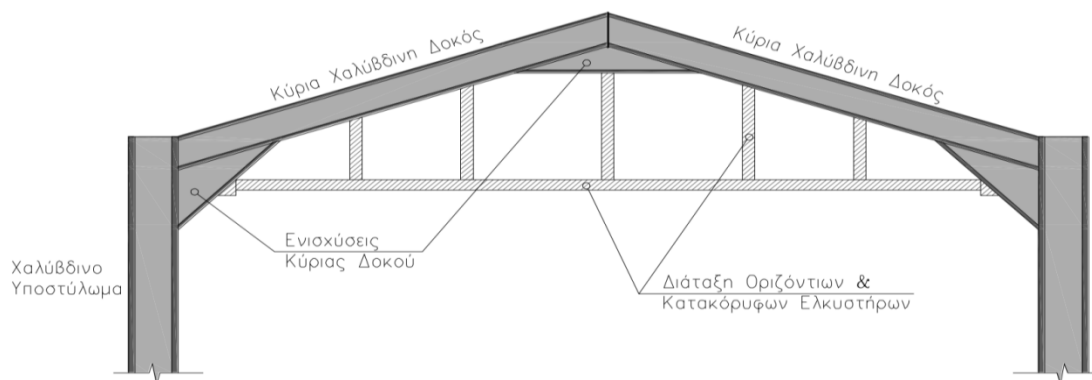 Κύρια Χαλύβδινη Δοκός
Κύρια Χαλύβδινη Δοκός
Ενισχύσεις
Κύριας Δοκού
Χαλύβδινο
Υποστύλωμα
Διάταξη Οριζόντιων &
Κατακόρυφων Ελκυστήρων